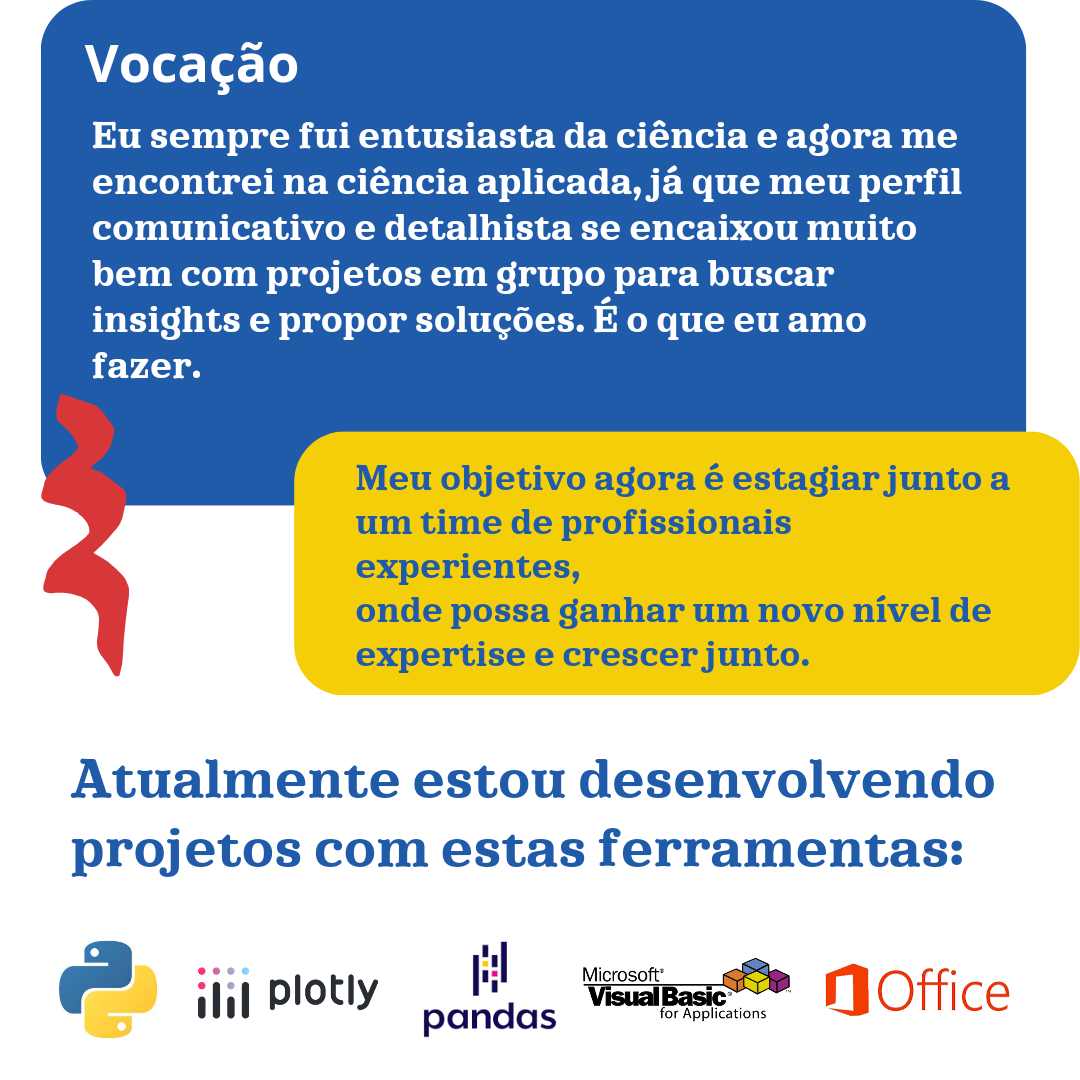 Vocação
Eu sempre fui entusiasta da ciência e agora me
encontrei na ciência aplicada, já que meu perfil
comunicativo e detalhista se encaixou muito
bem com projetos em grupo para buscar
insights e propor soluções. É o que eu amo
fazer.
Meu objetivo agora é estagiar junto a
um time de profissionais
experientes,
onde possa ganhar um novo nível de
expertise e crescer junto.
Atualmente estou desenvolvendo
projetos com estas ferramentas:
plotly
pandas
Microsoft®
Visual Basic®
for Applications
™
Office